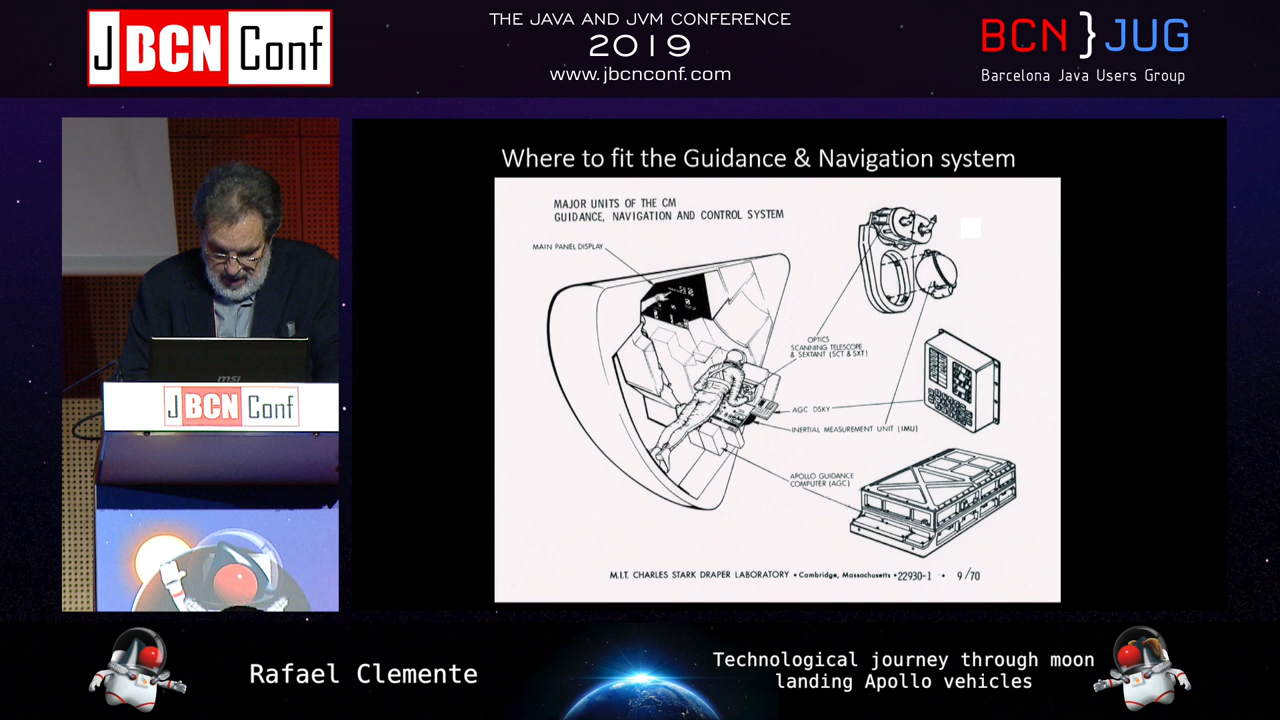 J BCN Conf
THE JAVA AND JVM CONFERENCE
2019
www.jbcnconf.com
BCN }JUG
Barcelona Java Users Group
Where to fit the Guidance & Navigation system
MAJOR UNITS OF THE CM
GUIDANCE, NAVIGATION AND CONTROL SYSTEM
MAIN PANEL DISPLAY
OPTICS
SCANNING TELESCOPE
& SEXTANT (SCT & SXT)
AGC DSKY
INERTIAL MEASUREMENT UNIT (IMU)
APOLLO GUIDANCE
COMPUTER (AGC)
M.I.T. CHARLES STARK DRAPER LABORATORY • Cambridge, Massachusetts • 22930-1 • 9/70
msi
J BCN Conf
Rafael Clemente
Technological journey through moon
landing Apollo vehicles